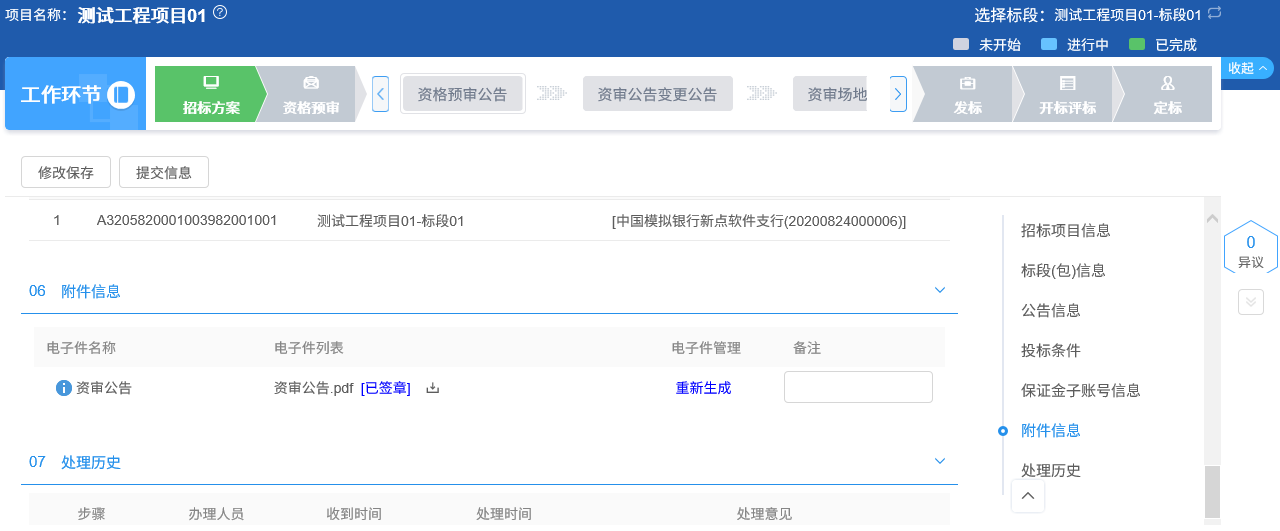 项目名称： 测试工程项目01 ?
选择标段： 测试工程项目01-标段01
未开始 进行中 已完成
收起
工作环节
招标方案 资格预审 资格预审公告 资审公告变更公告 资审场地 发标 开标评标 定标
修改保存 提交信息
1 A3205820001003982001001 测试工程项目01-标段01 [中国模拟银行新点软件支行(20200824000006)]
06 附件信息
电子件名称 电子件列表 电子件管理 备注
资审公告 资审公告.pdf [已签章] 重新生成
07 处理历史
步骤 办理人员 收到时间 处理时间 处理意见
招标项目信息
标段(包)信息
公告信息
投标条件
保证金子账号信息
附件信息
处理历史
0
异议